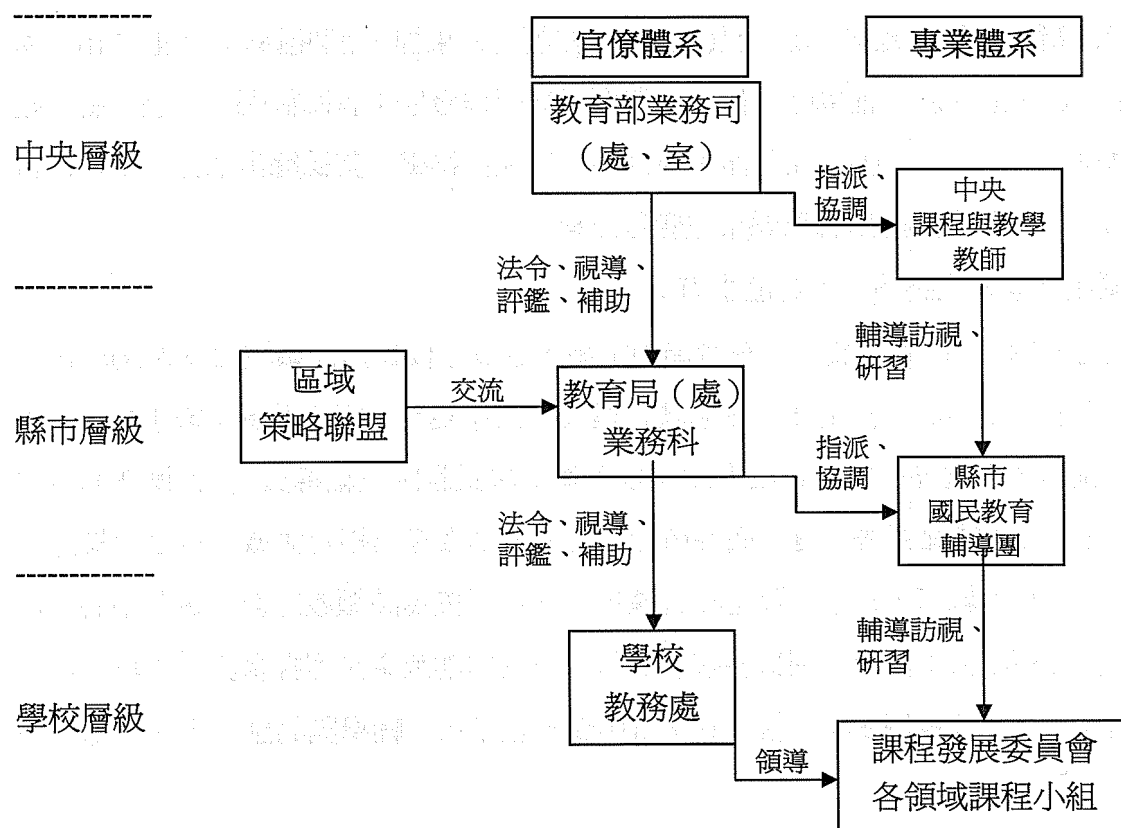 官僚體系
專業體系
中央層級
教育部業務司
（處、室）
指派、
協調
中央
課程與教學
教師
法令、視導、
評鑑、補助
輔導訪視、
研習
縣市層級
區域
策略聯盟
交流
教育局（處）
業務科
指派、
協調
縣市
國民教育
輔導團
法令、視導、
評鑑、補助
輔導訪視、
研習
學校層級
學校
教務處
領導
課程發展委員會
各領域課程小組